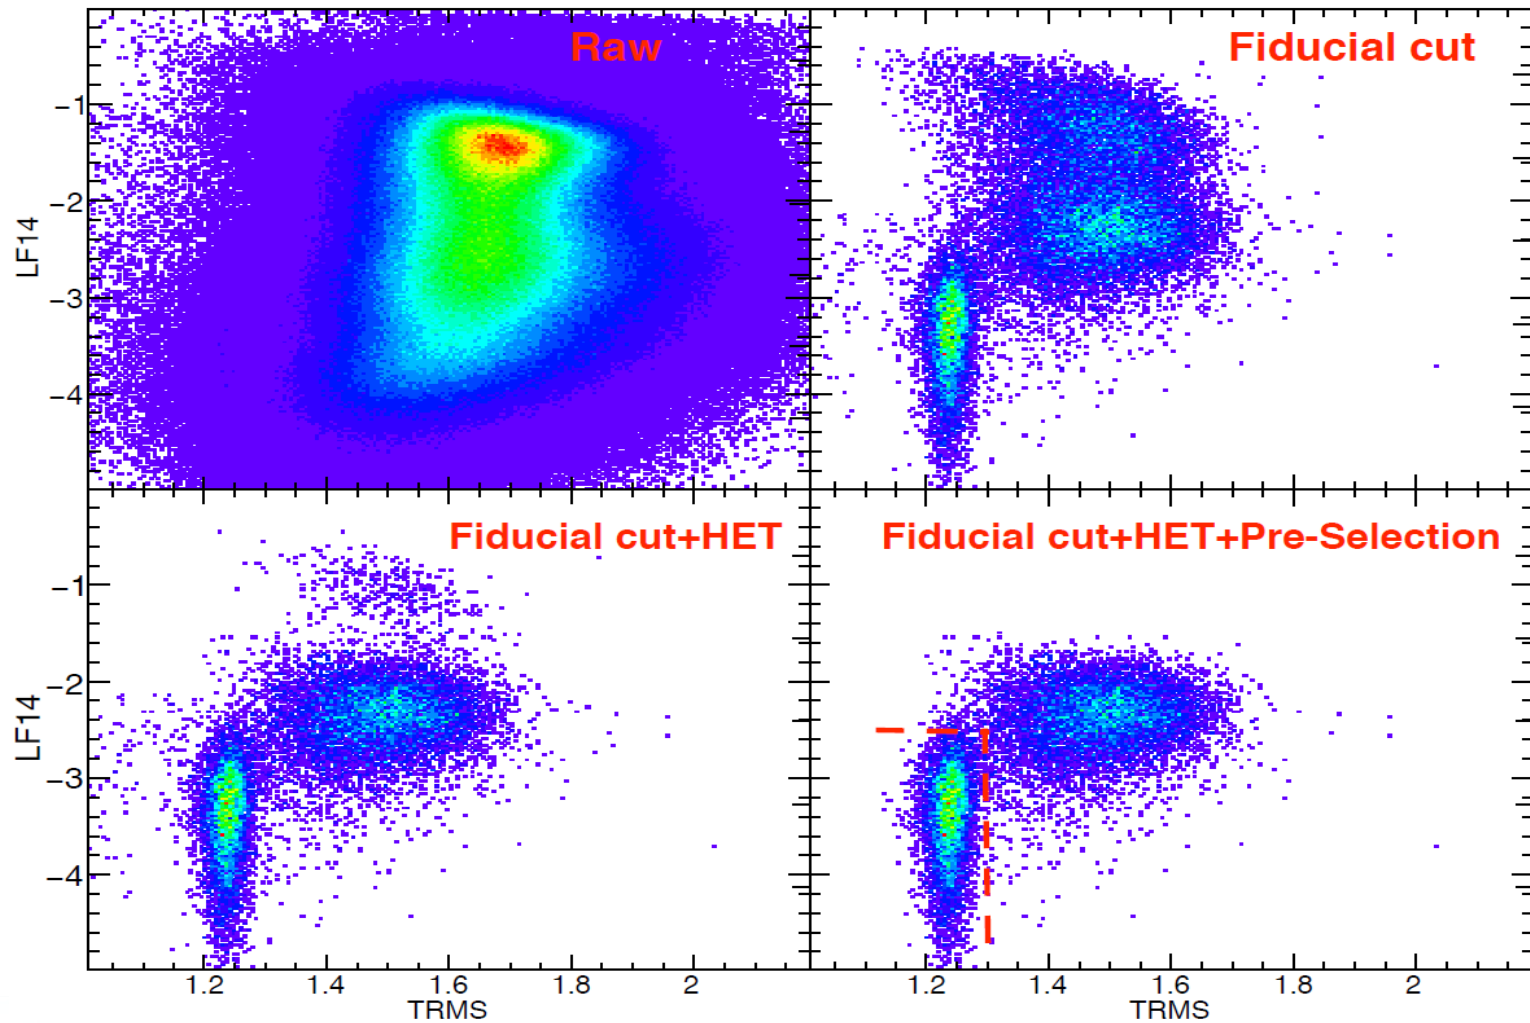 Raw
Fiducial cut
−1
−2
−3
−4
LF14
Fiducial cut+HET
Fiducial cut+HET+Pre-Selection
−1
−2
−3
−4
LF14
1.2 1.4 1.6 1.8 2
1.2 1.4 1.6 1.8 2
TRMS
TRMS